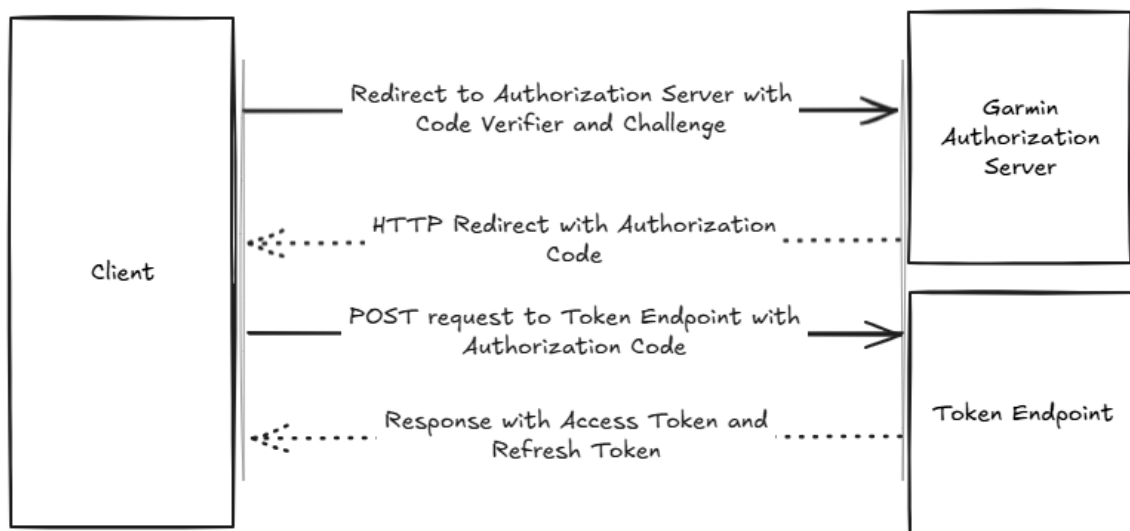 Redirect to Authorization Server with
Code Verifier and Challenge
Garmin
Authorization
Server
HTTP Redirect with Authorization
Code
Client
POST request to Token Endpoint with
Authorization Code
Response with Access Token and
Refresh Token
Token Endpoint